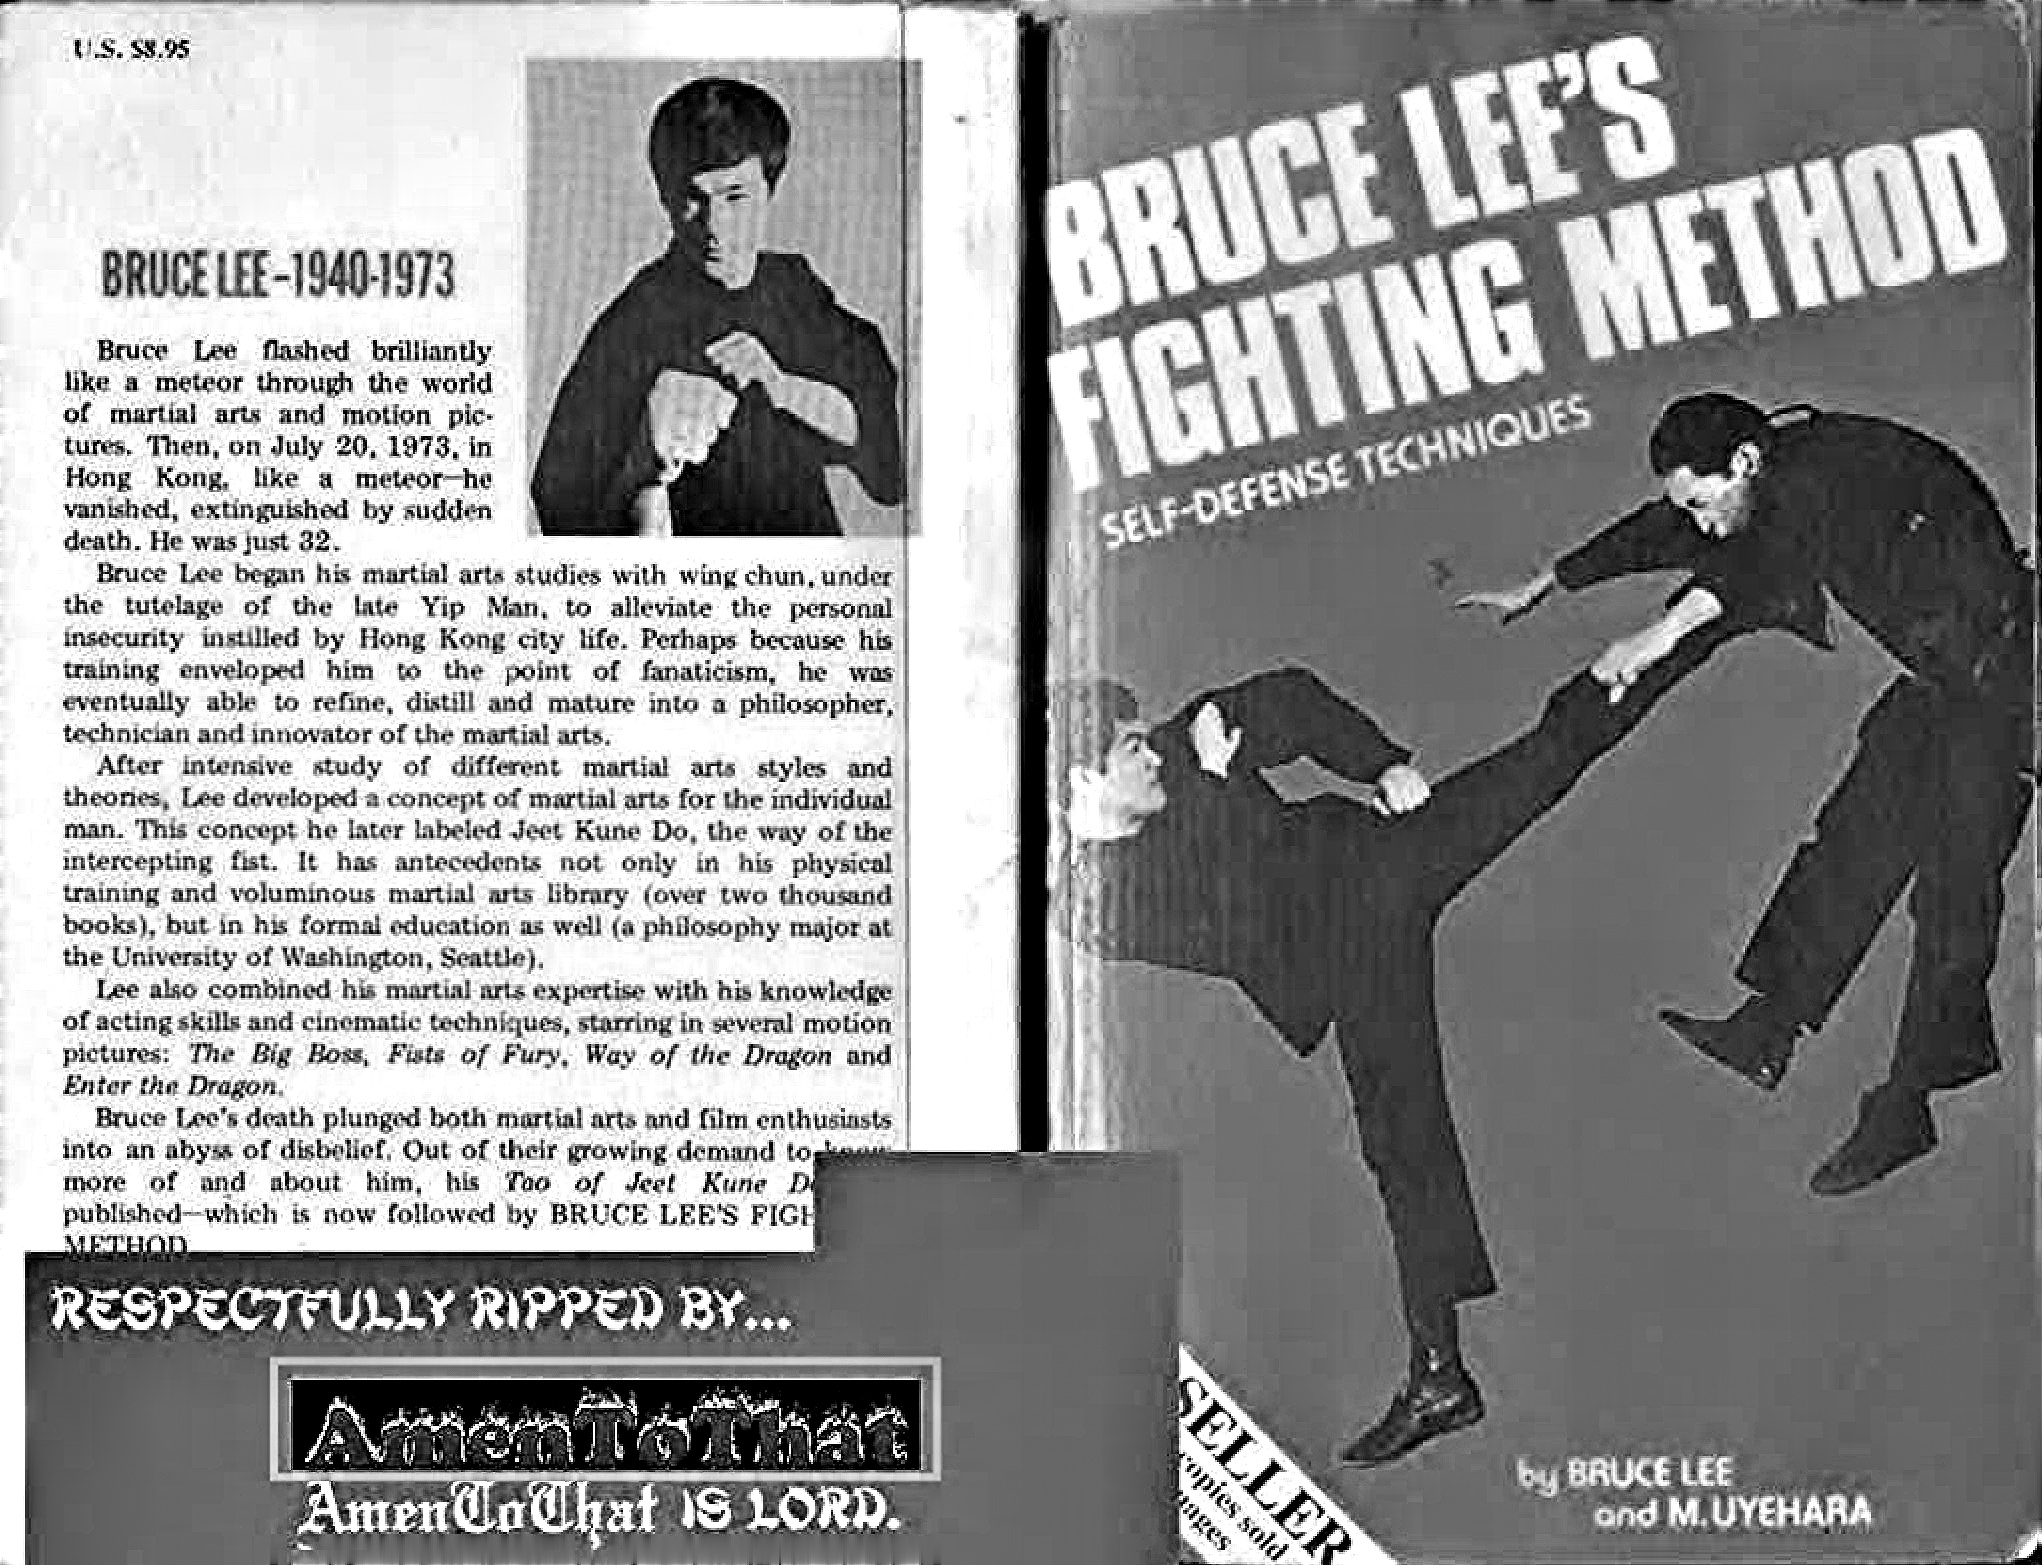 U.S. $8.95
BRUCE LEE-1940-1973
Bruce Lee flashed brilliantly
like a meteor through the world
of martial arts and motion pic-
tures. Then, on July 20, 1973, in
Hong Kong, like a meteor—he
vanished, extinguished by sudden
death. He was just 32.
Bruce Lee began his martial arts studies with wing chun, under
the tutelage of the late Yip Man, to alleviate the personal
insecurity instilled by Hong Kong city life. Perhaps because his
training enveloped him to the point of fanaticism, he was
eventually able to refine, distill and mature into a philosopher,
technician and innovator of the martial arts.
After intensive study of different martial arts styles and
theories, Lee developed a concept of martial arts for the individual
man. This concept he later labeled Jeet Kune Do, the way of the
intercepting fist. It has antecedents not only in his physical
training and voluminous martial arts library (over two thousand
books), but in his formal education as well (a philosophy major at
the University of Washington, Seattle).
Lee also combined his martial arts expertise with his knowledge
of acting skills and cinematic techniques, starring in several motion
pictures: The Big Boss, Fists of Fury, Way of the Dragon and
Enter the Dragon.
Bruce Lee's death plunged both martial arts and film enthusiasts
into an abyss of disbelief. Out of their growing demand to know
more of and about him, his Tao of Jeet Kune
published—which is now followed by BRUCE LEE'S
METHOD
RESPECTFULLY RIPPED BY...
AmenToThat
AmenToThat IS LORD.
BRUCE LEE'S
FIGHTING METHOD
SELF-DEFENSE TECHNIQUES
SELLER
copies sold
by BRUCE LEE
and M. UYEHARA